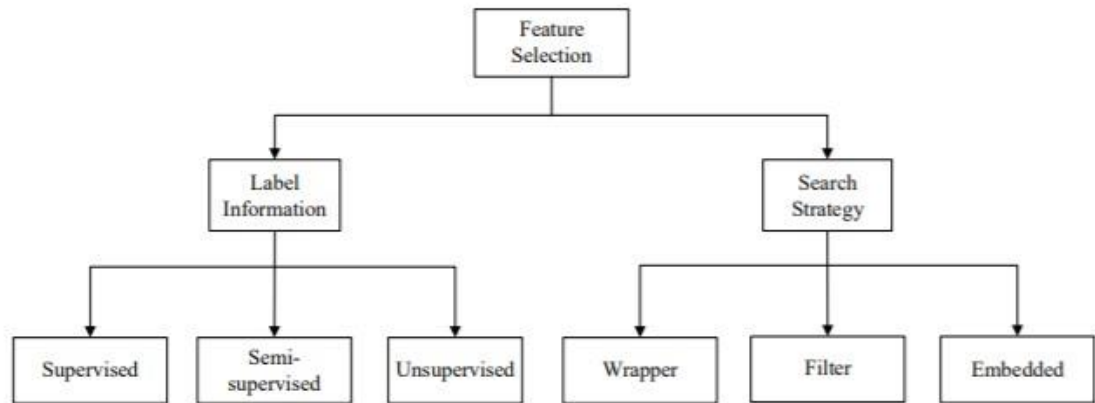 Feature
Selection
Label
Information
Search
Strategy
Supervised
Semi-
supervised
Unsupervised
Wrapper
Filter
Embedded